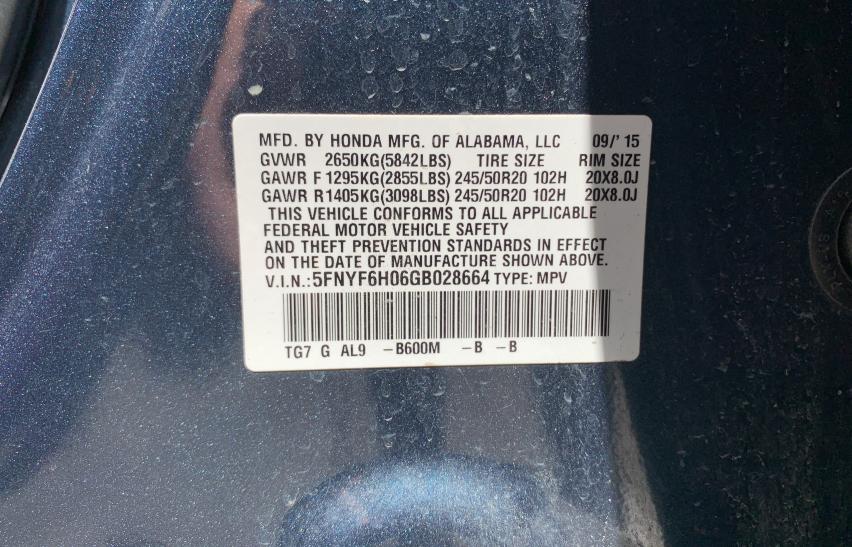 MFD. BY HONDA MFG. OF ALABAMA, LLC 09/'15
GVWR 2650KG(5842LBS) TIRE SIZE RIM SIZE
GAWR F 1295KG(2855LBS) 245/50R20 102H 20X8.0J
GAWR R 1405KG(3098LBS) 245/50R20 102H 20X8.0J
THIS VEHICLE CONFORMS TO ALL APPLICABLE
FEDERAL MOTOR VEHICLE SAFETY
AND THEFT PREVENTION STANDARDS IN EFFECT
ON THE DATE OF MANUFACTURE SHOWN ABOVE.
V.I.N.: 5FNYF6H06GB028664 TYPE: MPV
TG7 G AL9 -B600M -B -B